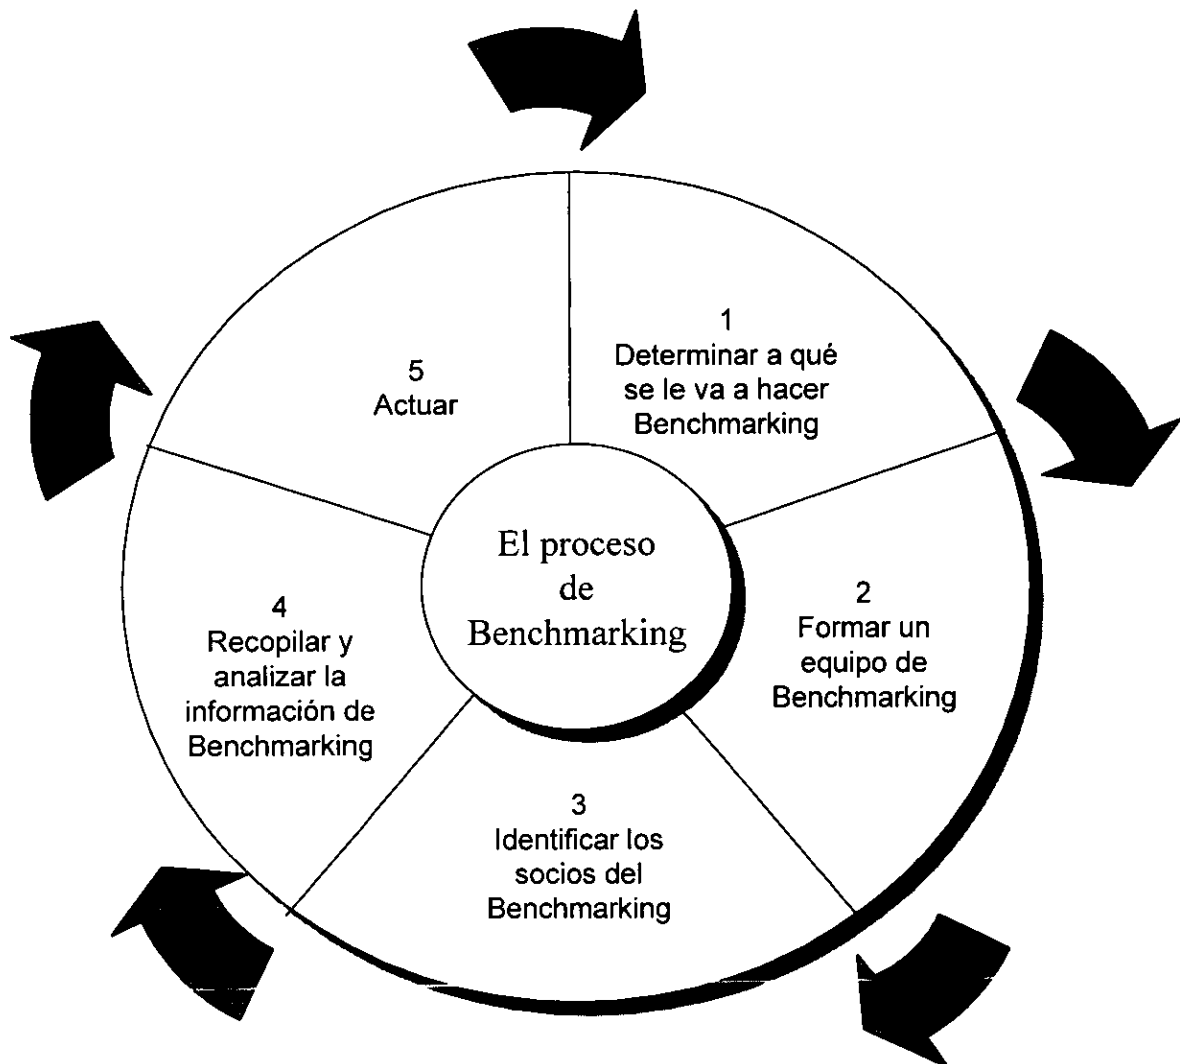 El proceso
de
Benchmarking
1
Determinar a qué
se le va a hacer
Benchmarking
2
Formar un
equipo de
Benchmarking
3
Identificar los
socios del
Benchmarking
4
Recopilar y
analizar la
información de
Benchmarking
5
Actuar